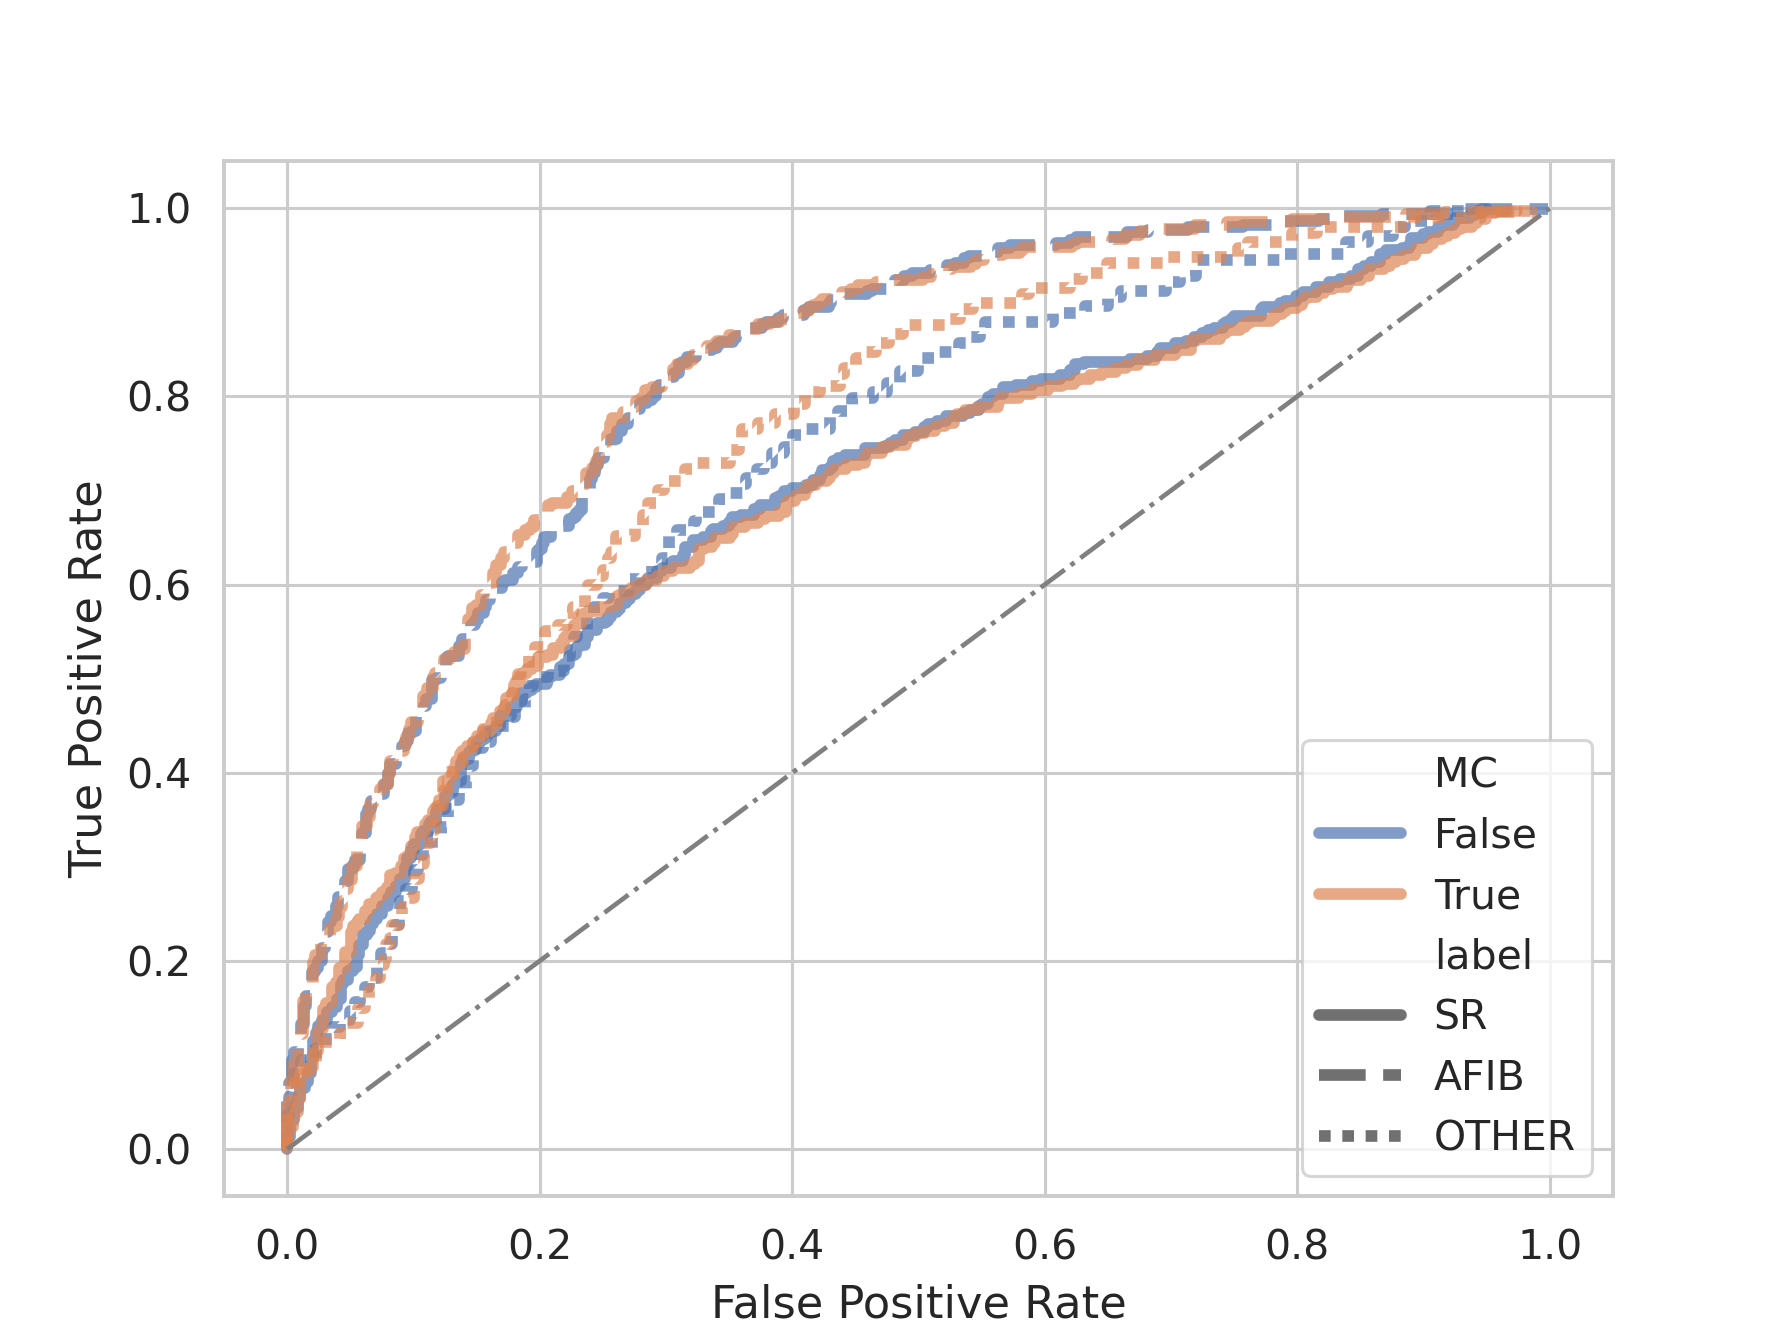 1.0
0.8
0.6
0.4
0.2
0.0
True Positive Rate
0.0 0.2 0.4 0.6 0.8 1.0
False Positive Rate
MC
False
True
label
SR
AFIB
OTHER